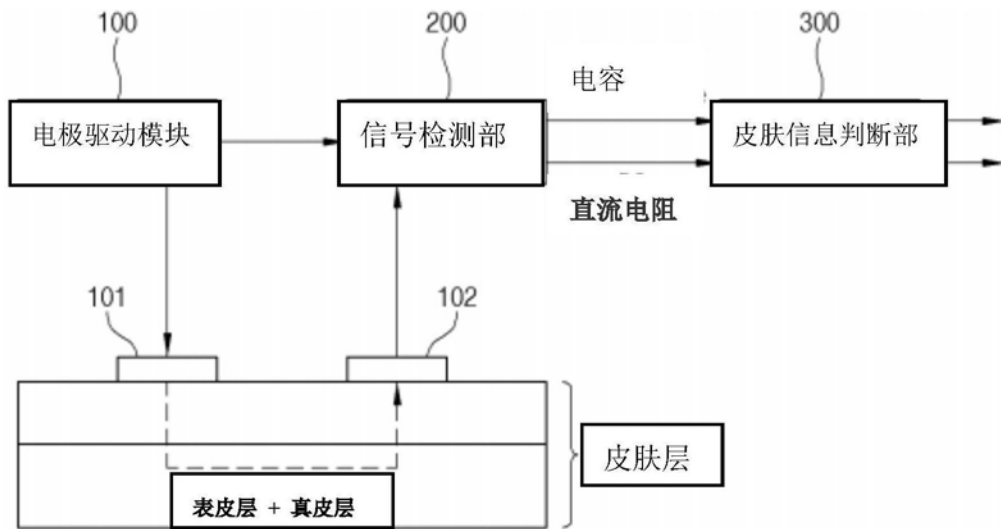 100
200
300
电容
电极驱动模块
信号检测部
皮肤信息判断部
直流电阻
101
102
皮肤层
表皮层 + 真皮层